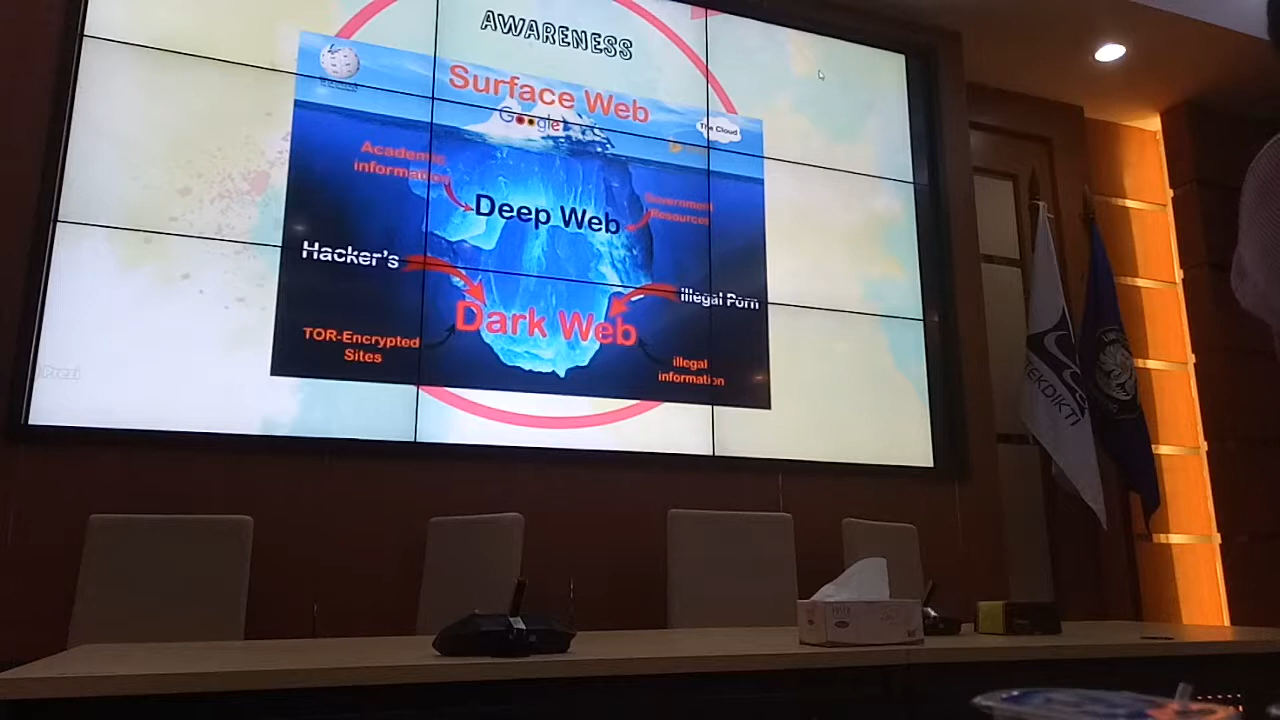 AWARENESS
Surface Web
Google
The Cloud
Academic
information
Government
Resources
Deep Web
Hacker's
illegal Porn
Dark Web
TOR-Encrypted
Sites
illegal
information
Prezi